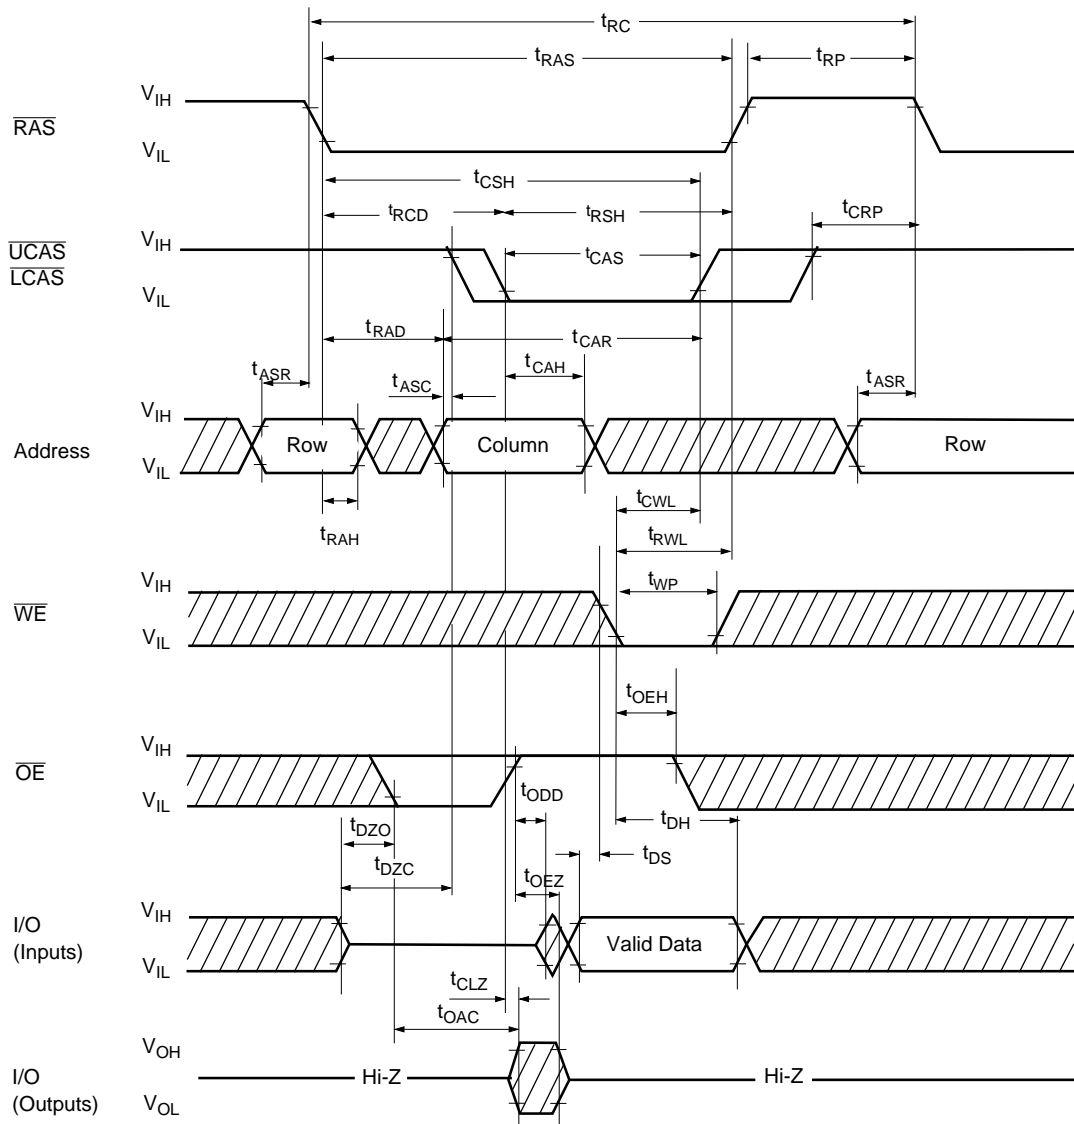 tRC
tRAS
tRP
RAS
VIH
VIL
tCSH
tRCD
tRSH
tCRP
UCAS
LCAS
VIH
tCAS
VIL
tRAD
tCAR
tASR
tASC
tCAH
tASR
Address
VIH
Row
Column
Row
VIL
tRAH
tCWL
tRWL
tWP
WE
VIH
VIL
tOEH
OE
VIH
VIL
tODD
tDZO
tDH
tDS
tDZC
tOEZ
I/O
(Inputs)
VIH
Valid Data
VIL
tCLZ
tOAC
I/O
(Outputs)
VOH
Hi-Z
Hi-Z
VOL